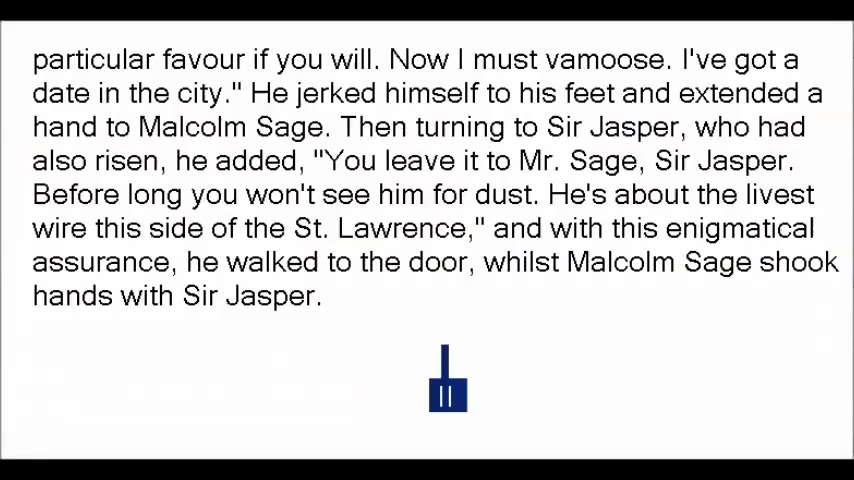 particular favour if you will. Now I must vamoose. I've got a
date in the city." He jerked himself to his feet and extended a
hand to Malcolm Sage. Then turning to Sir Jasper, who had
also risen, he added, "You leave it to Mr. Sage, Sir Jasper.
Before long you won't see him for dust. He's about the livest
wire this side of the St. Lawrence," and with this enigmatical
assurance, he walked to the door, whilst Malcolm Sage shook
hands with Sir Jasper.
II